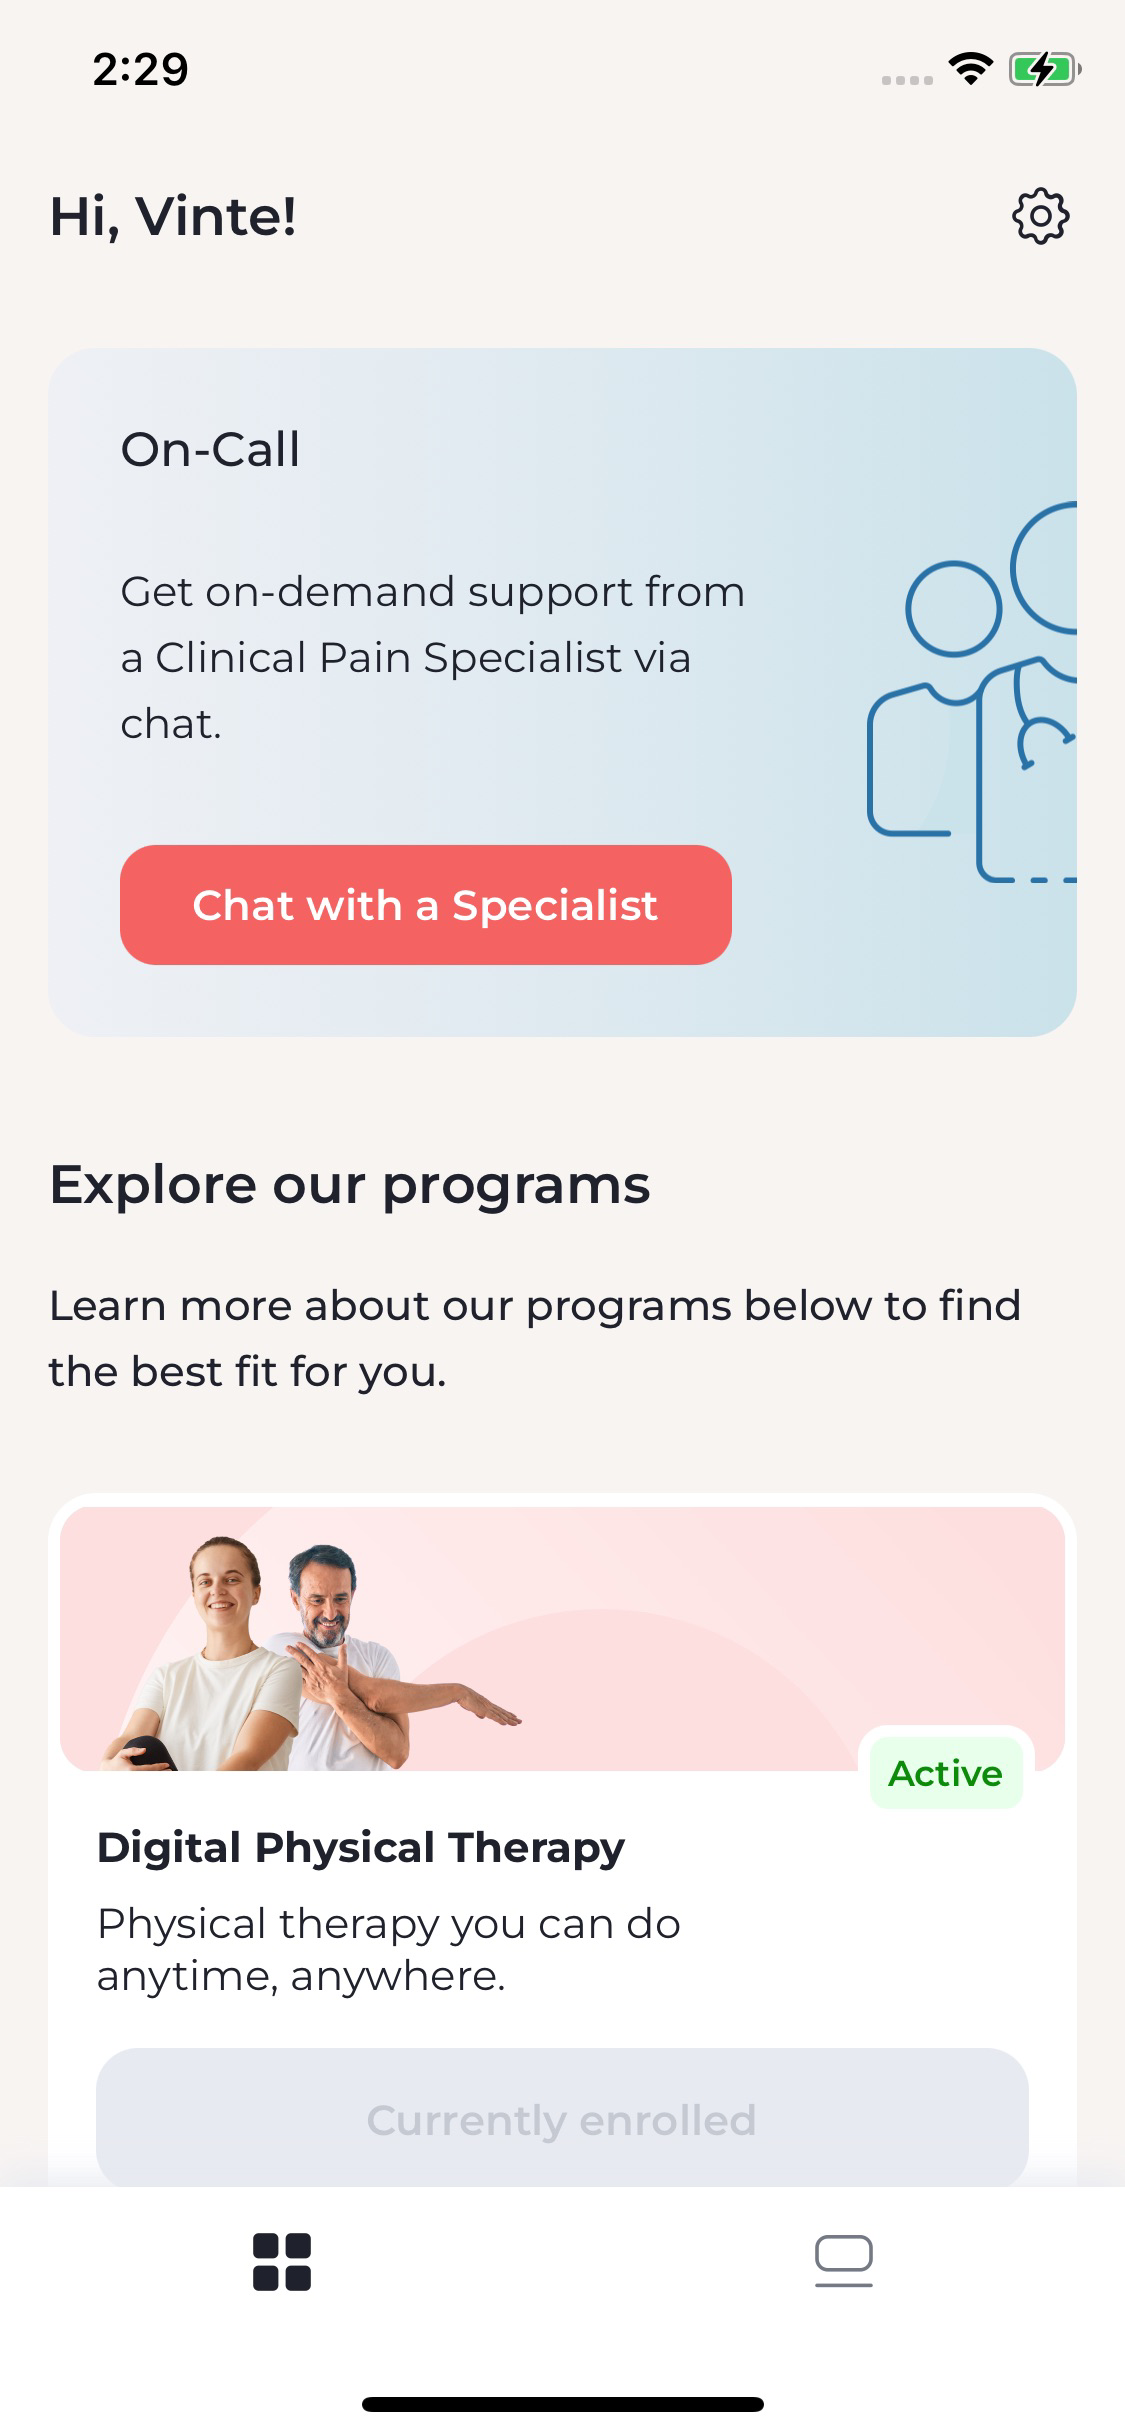 2:29
Hi, Vinte!
On-Call
Get on-demand support from
a Clinical Pain Specialist via
chat.
Chat with a Specialist
Explore our programs
Learn more about our programs below to find
the best fit for you.
Active
Digital Physical Therapy
Physical therapy you can do
anytime, anywhere.
Currently enrolled